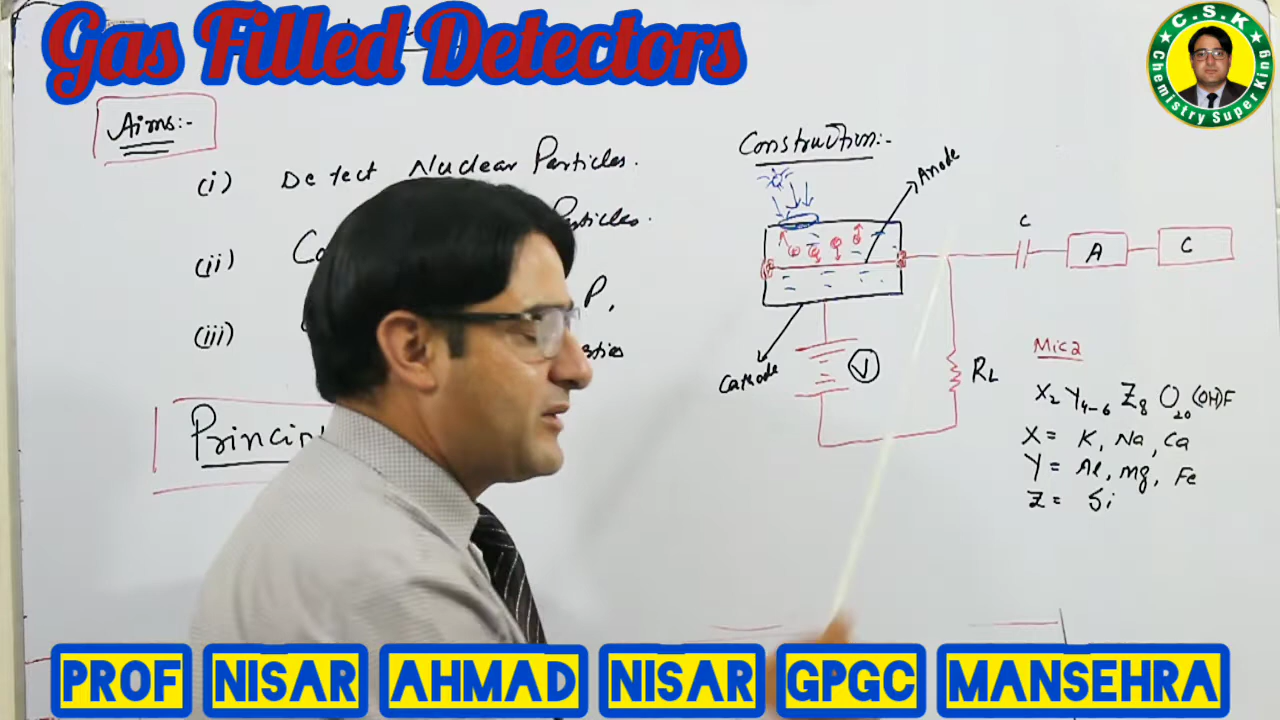 Gas Filled Detectors
C.S.K
Chemistry Super King
Aims:-
(i) Detect Nuclear Particles.
(ii) Particles.
(iii) P,
Construction:-
Anode
Cathode
V
C
A
C
RL
Mica
X2 Y4-6 Z8 O20 (OH)F
X = K, Na, Ca
Y = Al, Mg, Fe
Z = Si
PROF NISAR AHMAD NISAR GPGC MANSEHRA